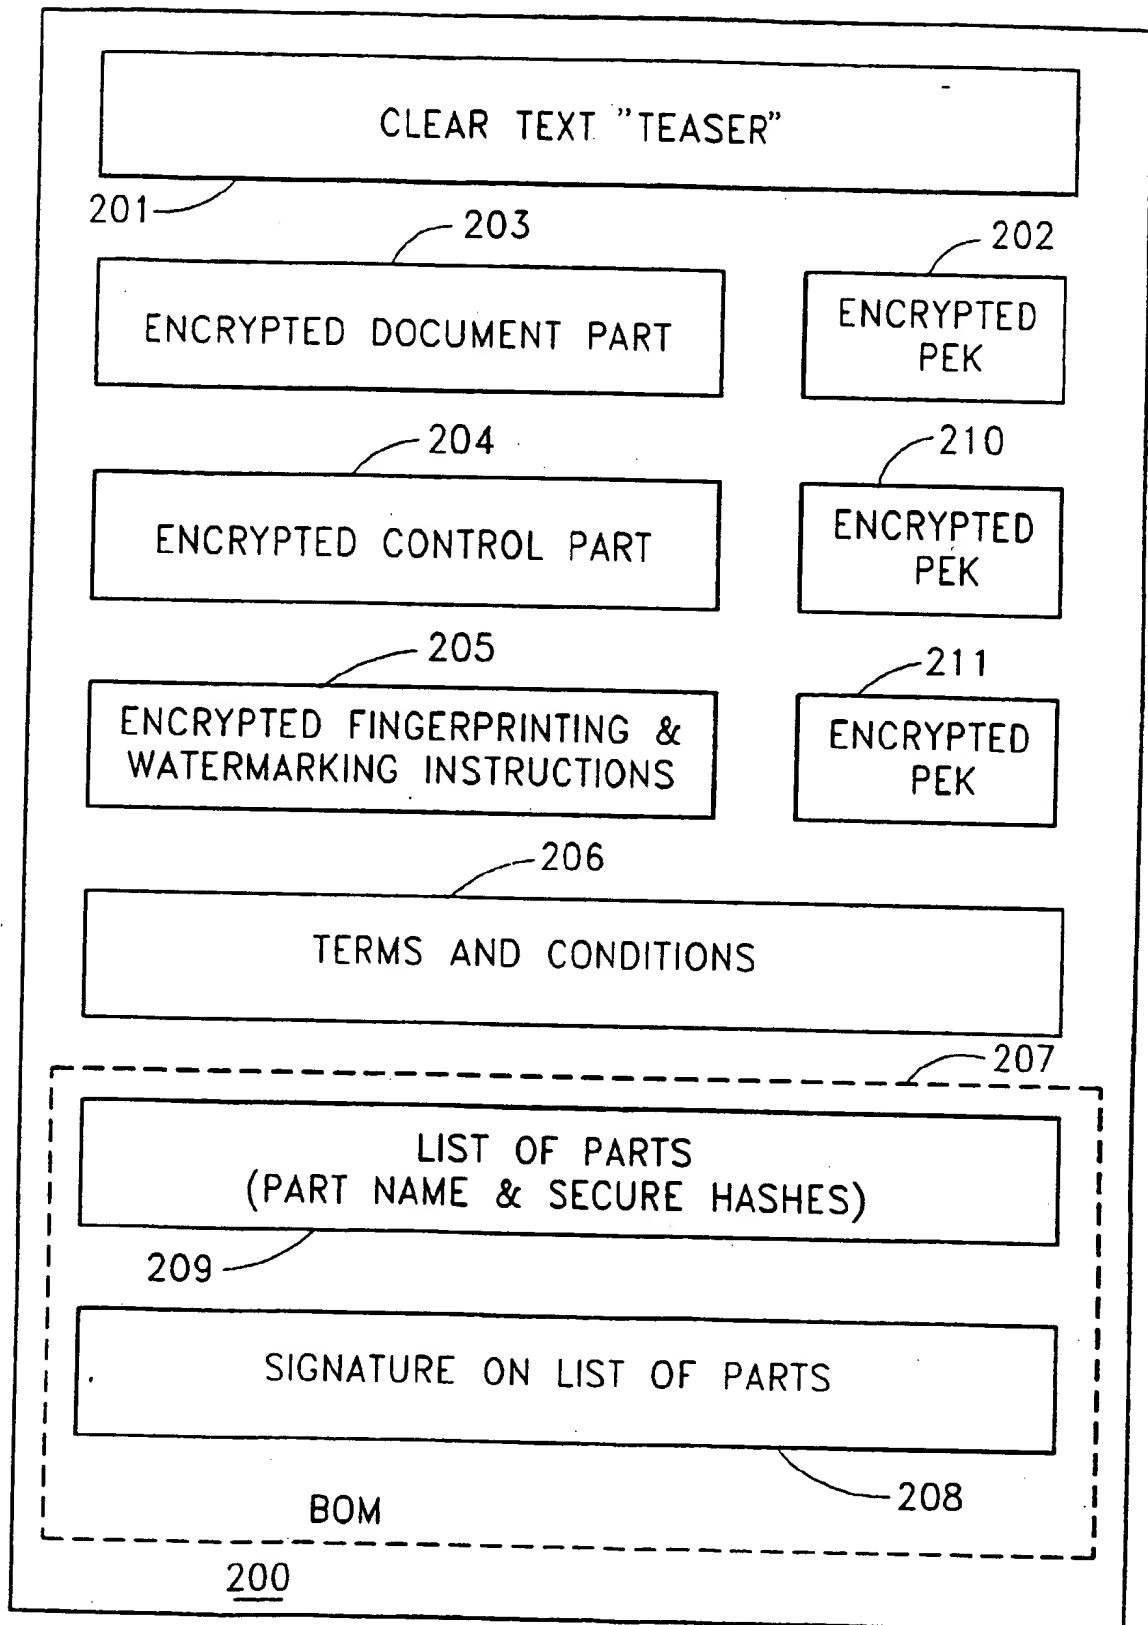 CLEAR TEXT "TEASER"
201
203
202
ENCRYPTED DOCUMENT PART
ENCRYPTED
PEK
204
210
ENCRYPTED CONTROL PART
ENCRYPTED
PEK
205
211
ENCRYPTED FINGERPRINTING &
WATERMARKING INSTRUCTIONS
ENCRYPTED
PEK
206
TERMS AND CONDITIONS
207
LIST OF PARTS
(PART NAME & SECURE HASHES)
209
SIGNATURE ON LIST OF PARTS
208
BOM
200